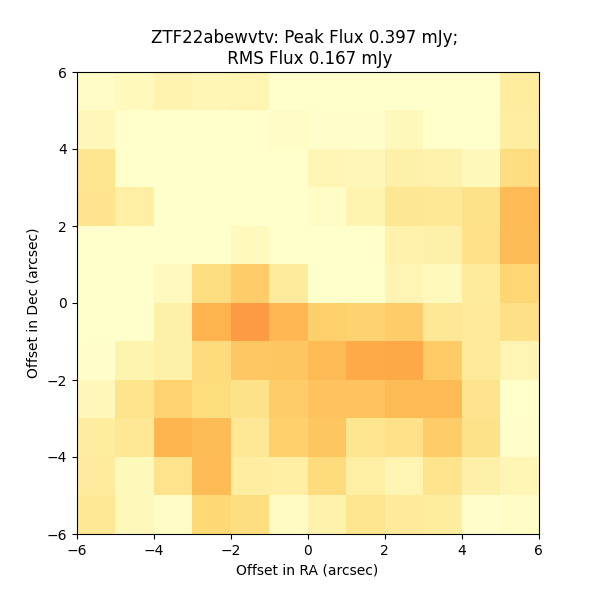 ZTF22abewvtv: Peak Flux 0.397 mJy;
RMS Flux 0.167 mJy
6
4
2
0
−2
−4
−6
Offset in Dec (arcsec)
−6 −4 −2 0 2 4 6
Offset in RA (arcsec)